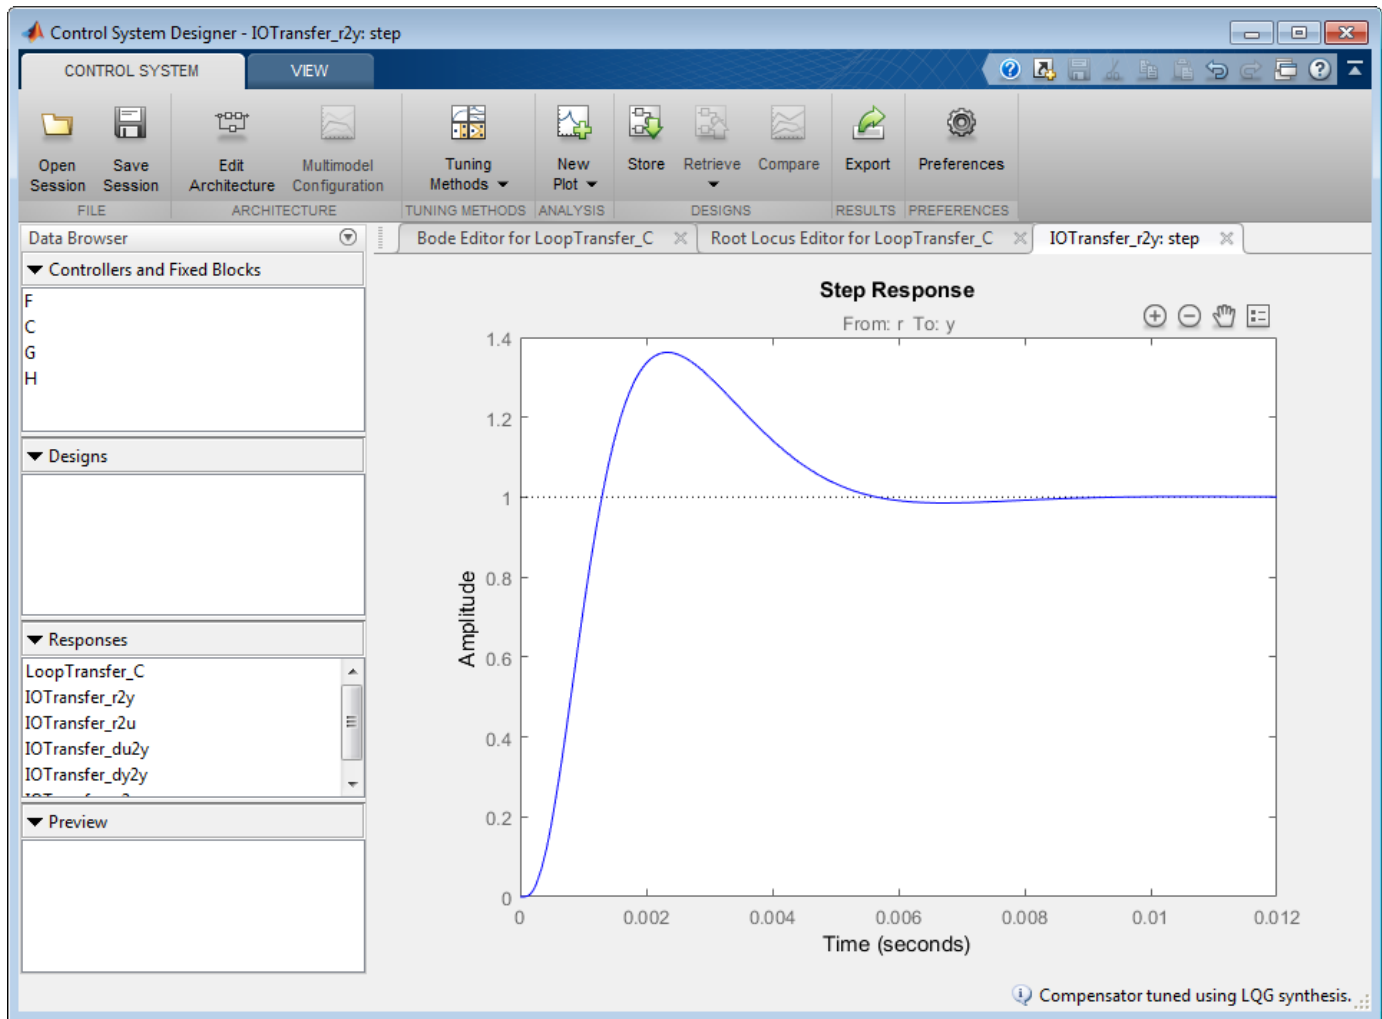 Control System Designer - IOTransfer_r2y: step
CONTROL SYSTEM
VIEW
Open Session
Save Session
Edit Architecture
Multimodel Configuration
Tuning Methods
New Plot
Store
Retrieve
Compare
Export
Preferences
FILE
ARCHITECTURE
TUNING METHODS
ANALYSIS
DESIGNS
RESULTS
PREFERENCES
Data Browser
Controllers and Fixed Blocks
F
C
G
H
Designs
Responses
LoopTransfer_C
IOTransfer_r2y
IOTransfer_r2u
IOTransfer_du2y
IOTransfer_dy2y
Preview
Bode Editor for LoopTransfer_C
Root Locus Editor for LoopTransfer_C
IOTransfer_r2y: step
Step Response
From: r To: y
1.4
1.2
1
0.8
0.6
0.4
0.2
0
Amplitude
0
0.002
0.004
0.006
0.008
0.01
0.012
Time (seconds)
Compensator tuned using LQG synthesis.